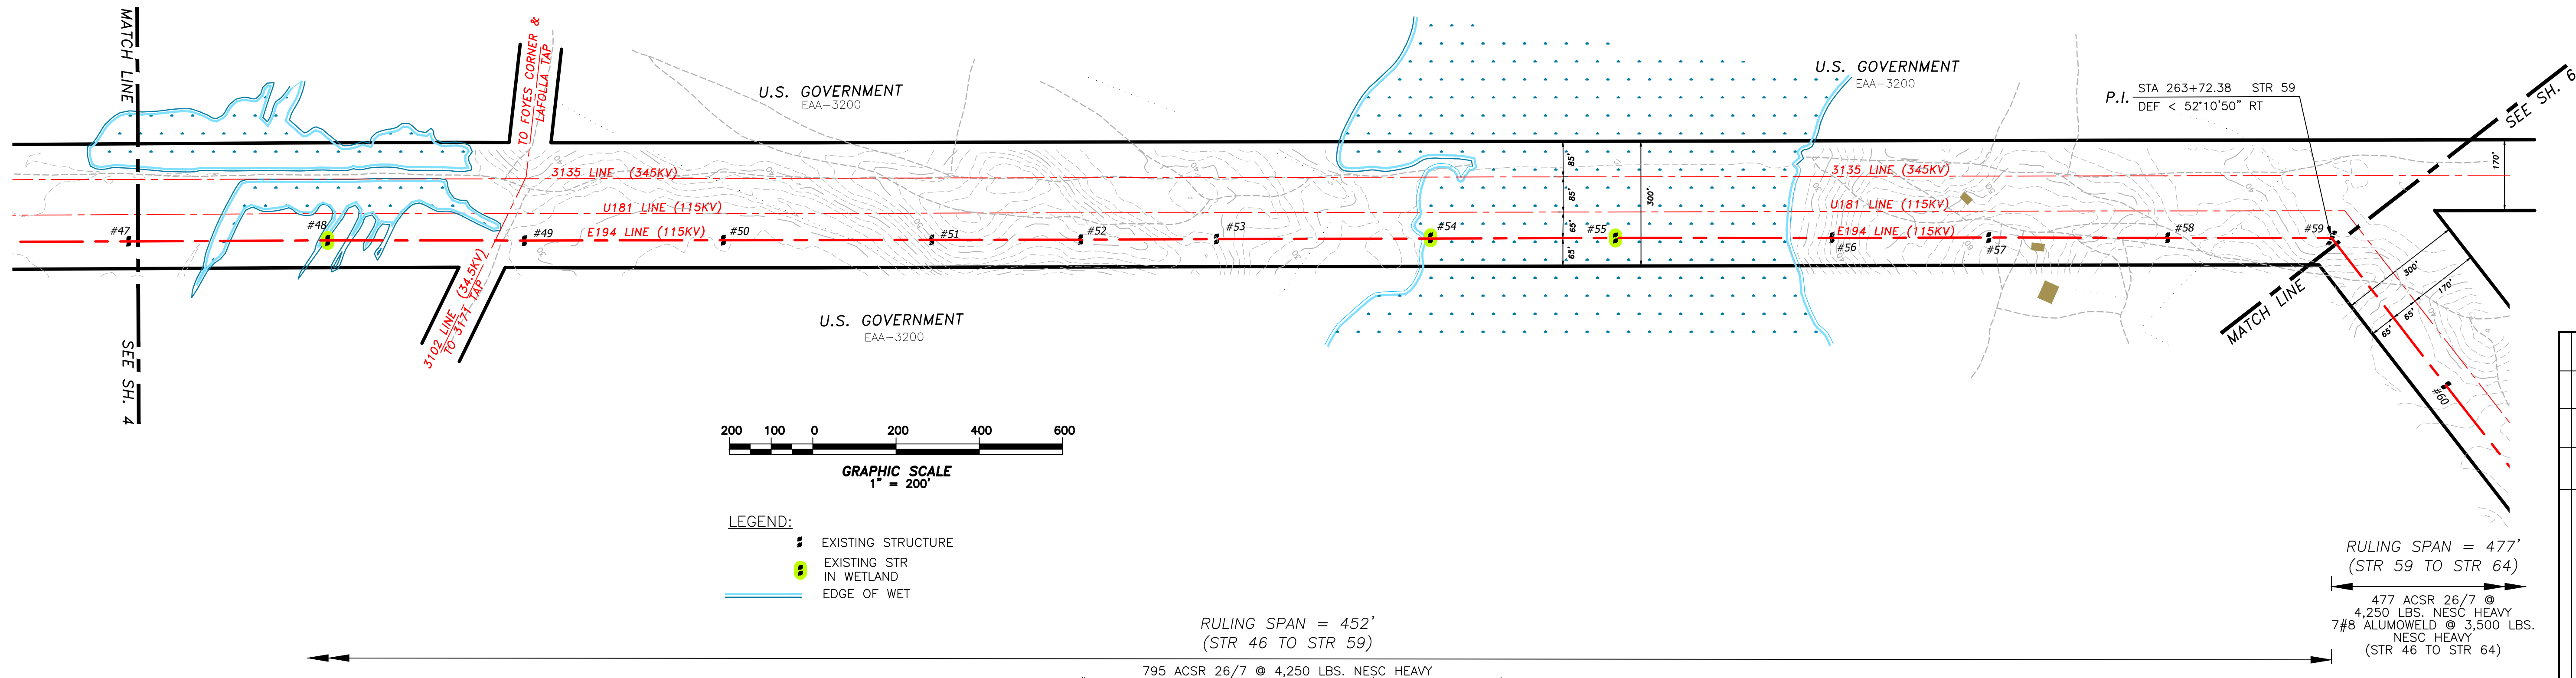 MATCH LINE
SEE SH. 4
TO FOYES CORNER &
LAFOLLA TAP
U.S. GOVERNMENT
EAA-3200
U.S. GOVERNMENT
EAA-3200
P.I.
STA 263+72.38 STR 59
DEF < 52°10'50" RT
SEE SH. 6
MATCH LINE
3135 LINE (345KV)
U181 LINE (115KV)
E194 LINE (115KV)
3135 LINE (345KV)
U181 LINE (115KV)
E194 LINE (115KV)
#47
#48
#49
#50
#51
#52
#53
#54
#55
#56
#57
#58
#59
#60
85'
85'
65'
65'
300'
170'
300'
170'
65'
65'
3102 LINE (34.5KV)
TO 3171 TAP
U.S. GOVERNMENT
EAA-3200
200 100 0 200 400 600
GRAPHIC SCALE
1" = 200'
LEGEND:
EXISTING STRUCTURE
EXISTING STR
IN WETLAND
EDGE OF WET
RULING SPAN = 452'
(STR 46 TO STR 59)
795 ACSR 26/7 @ 4,250 LBS. NESC HEAVY
RULING SPAN = 477'
(STR 59 TO STR 64)
477 ACSR 26/7 @
4,250 LBS. NESC HEAVY
7#8 ALUMOWELD @ 3,500 LBS.
NESC HEAVY
(STR 46 TO STR 64)